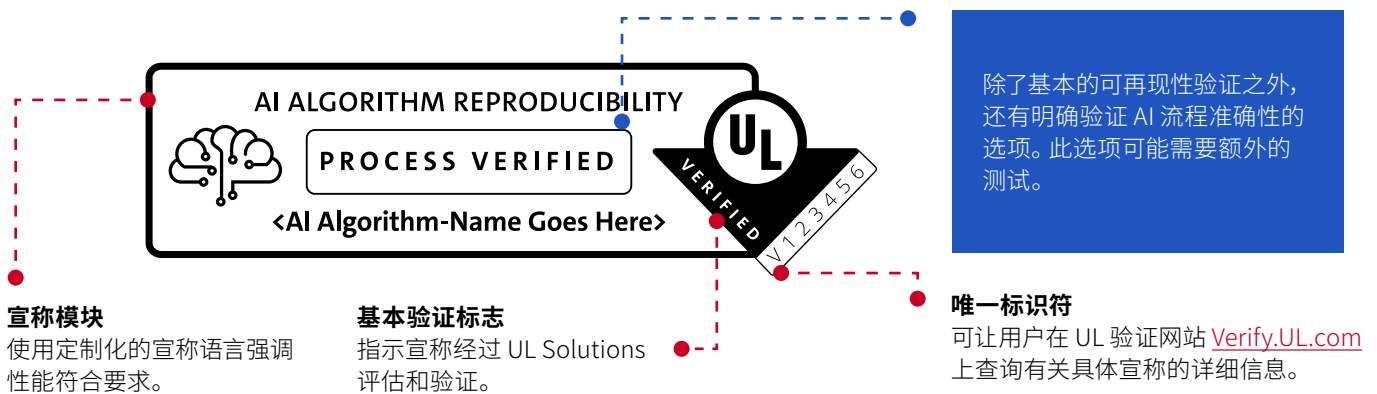 AI ALGORITHM REPRODUCIBILITY
PROCESS VERIFIED
<AI Algorithm-Name Goes Here>
UL
VERIFIED
V123456
除了基本的可再现性验证之外，
还有明确验证 AI 流程准确性的
选项。此选项可能需要额外的
测试。
宣称模块
使用定制化的宣称语言强调
性能符合要求。
基本验证标志
指示宣称经过 UL Solutions
评估和验证。
唯一标识符
可让用户在 UL 验证网站 Verify.UL.com
上查询有关具体宣称的详细信息。